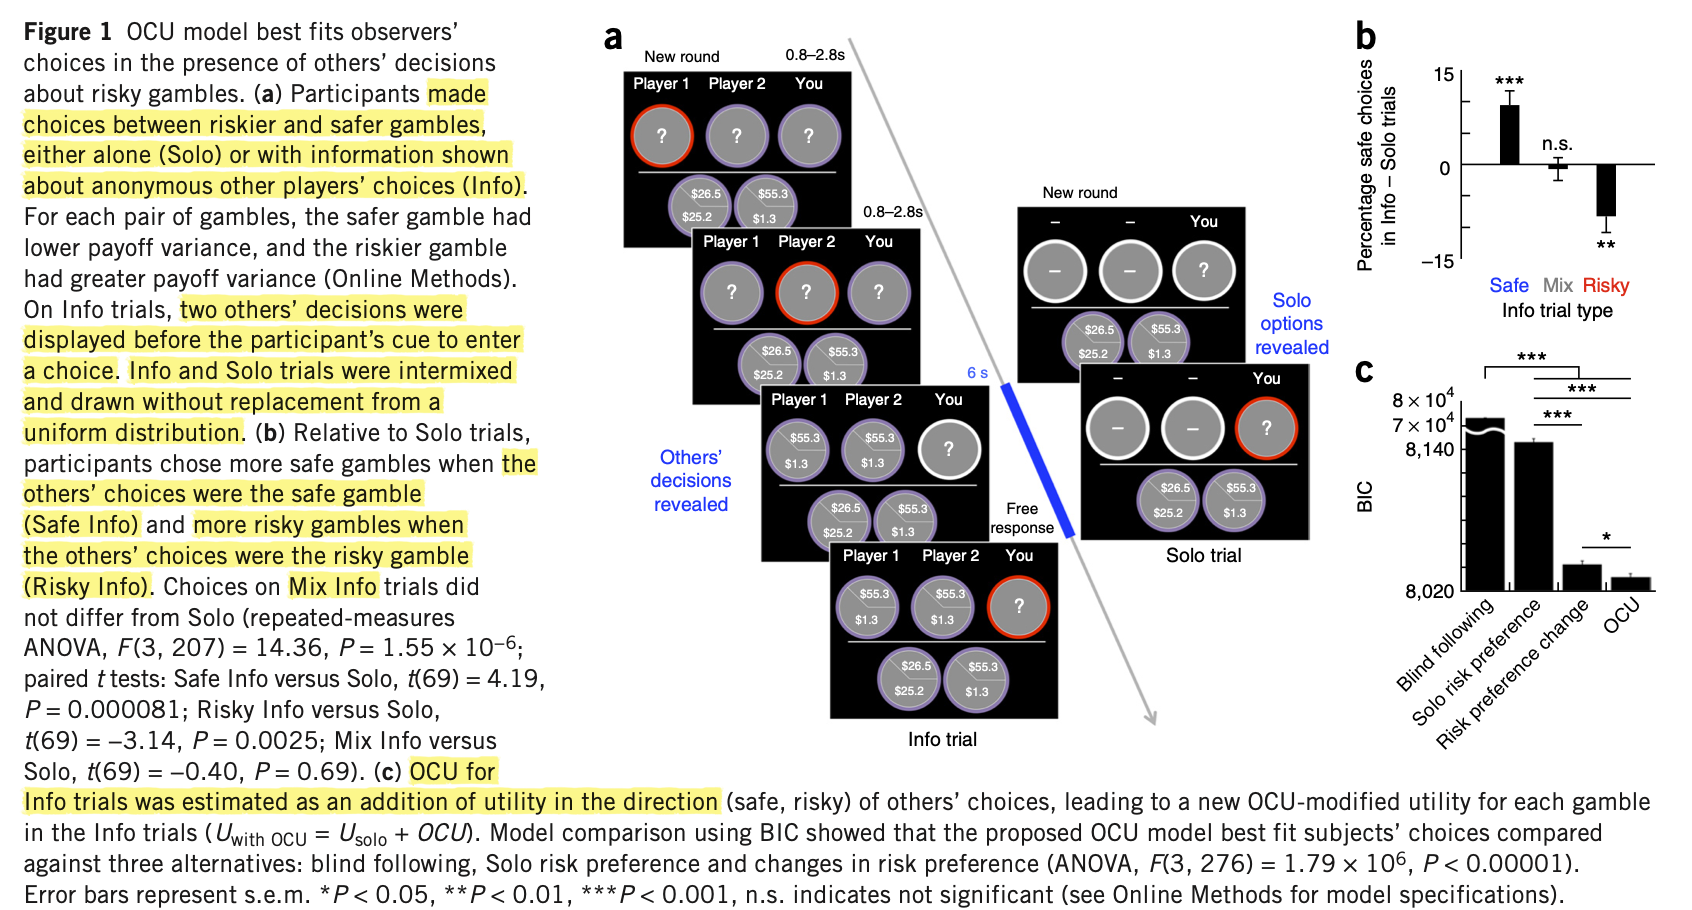 Figure 1 OCU model best fits observers’
choices in the presence of others’ decisions
about risky gambles. (a) Participants made
choices between riskier and safer gambles,
either alone (Solo) or with information shown
about anonymous other players’ choices (Info).
For each pair of gambles, the safer gamble had
lower payoff variance, and the riskier gamble
had greater payoff variance (Online Methods).
On Info trials, two others’ decisions were
displayed before the participant’s cue to enter
a choice. Info and Solo trials were intermixed
and drawn without replacement from a
uniform distribution. (b) Relative to Solo trials,
participants chose more safe gambles when the
others’ choices were the safe gamble
(Safe Info) and more risky gambles when
the others’ choices were the risky gamble
(Risky Info). Choices on Mix Info trials did
not differ from Solo (repeated-measures
ANOVA, F(3, 207) = 14.36, P = 1.55 × 10⁻⁶;
paired t tests: Safe Info versus Solo, t(69) = 4.19,
P = 0.000081; Risky Info versus Solo,
t(69) = −3.14, P = 0.0025; Mix Info versus
Solo, t(69) = −0.40, P = 0.69). (c) OCU for
Info trials was estimated as an addition of utility in the direction (safe, risky) of others’ choices, leading to a new OCU-modified utility for each gamble
in the Info trials (Uwith OCU = Usolo + OCU). Model comparison using BIC showed that the proposed OCU model best fit subjects’ choices compared
against three alternatives: blind following, Solo risk preference and changes in risk preference (ANOVA, F(3, 276) = 1.79 × 10⁶, P < 0.00001).
Error bars represent s.e.m. *P < 0.05, **P < 0.01, ***P < 0.001, n.s. indicates not significant (see Online Methods for model specifications).
a
New round 0.8–2.8s
Player 1 Player 2 You
? ? ?
$26.5 $55.3
$25.2 $1.3
0.8–2.8s
Player 1 Player 2 You
? ? ?
$26.5 $55.3
$25.2 $1.3
6 s
Others’
decisions
revealed
Player 1 Player 2 You
$55.3 $55.3 ?
$1.3 $1.3
$26.5 $55.3
$25.2 $1.3
Free
response
Player 1 Player 2 You
$55.3 $55.3 ?
$1.3 $1.3
$26.5 $55.3
$25.2 $1.3
Info trial
New round
– – You
– – ?
$26.5 $55.3
$25.2 $1.3
Solo
options
revealed
– – You
– – ?
$26.5 $55.3
$25.2 $1.3
Solo trial
b
Percentage safe choices
in Info – Solo trials
15
0
–15
***
n.s.
**
Safe Mix Risky
Info trial type
c
BIC
8 × 10⁴
7 × 10⁴
8,140
8,020
***
***
***
*
Blind following
Solo risk preference
Risk preference change
OCU